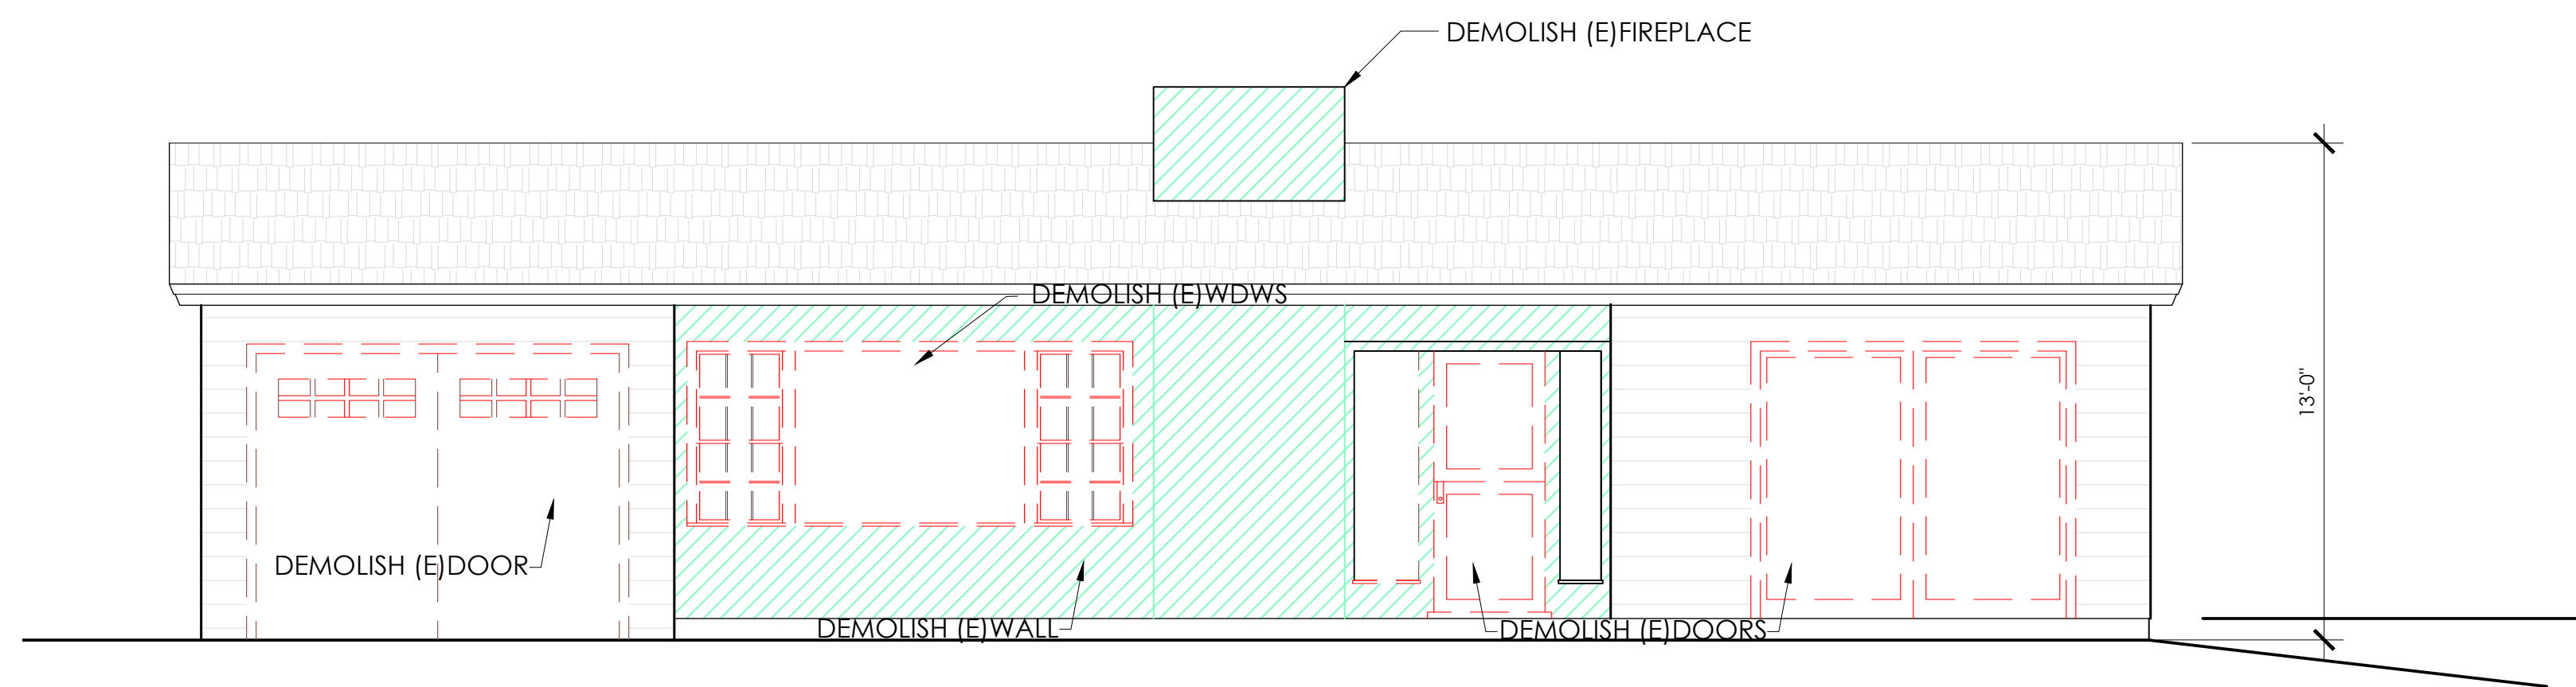 DEMOLISH (E)FIREPLACE
DEMOLISH (E)WDWS
13'-0"
DEMOLISH (E)DOOR
DEMOLISH (E)WALL
DEMOLISH (E)DOORS